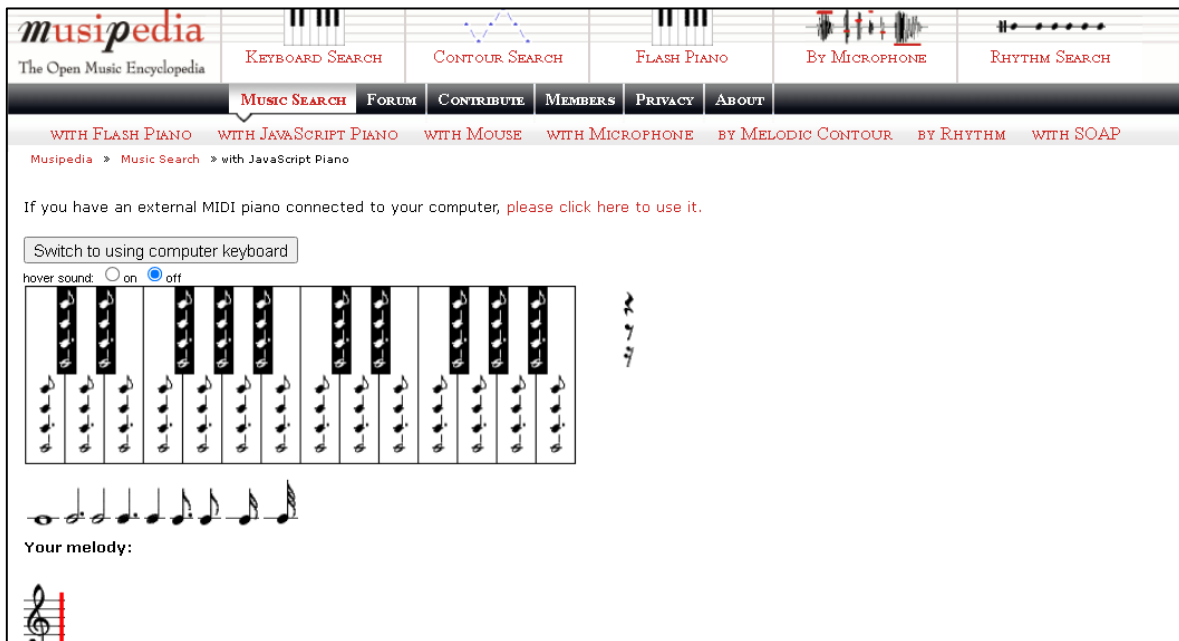 musipedia
The Open Music Encyclopedia
KEYBOARD SEARCH
CONTOUR SEARCH
FLASH PIANO
BY MICROPHONE
RHYTHM SEARCH
MUSIC SEARCH FORUM CONTRIBUTE MEMBERS PRIVACY ABOUT
WITH FLASH PIANO WITH JAVASCRIPT PIANO WITH MOUSE WITH MICROPHONE BY MELODIC CONTOUR BY RHYTHM WITH SOAP
Musipedia » Music Search » with JavaScript Piano
If you have an external MIDI piano connected to your computer, please click here to use it.
Switch to using computer keyboard
hover sound: on off
Your melody: